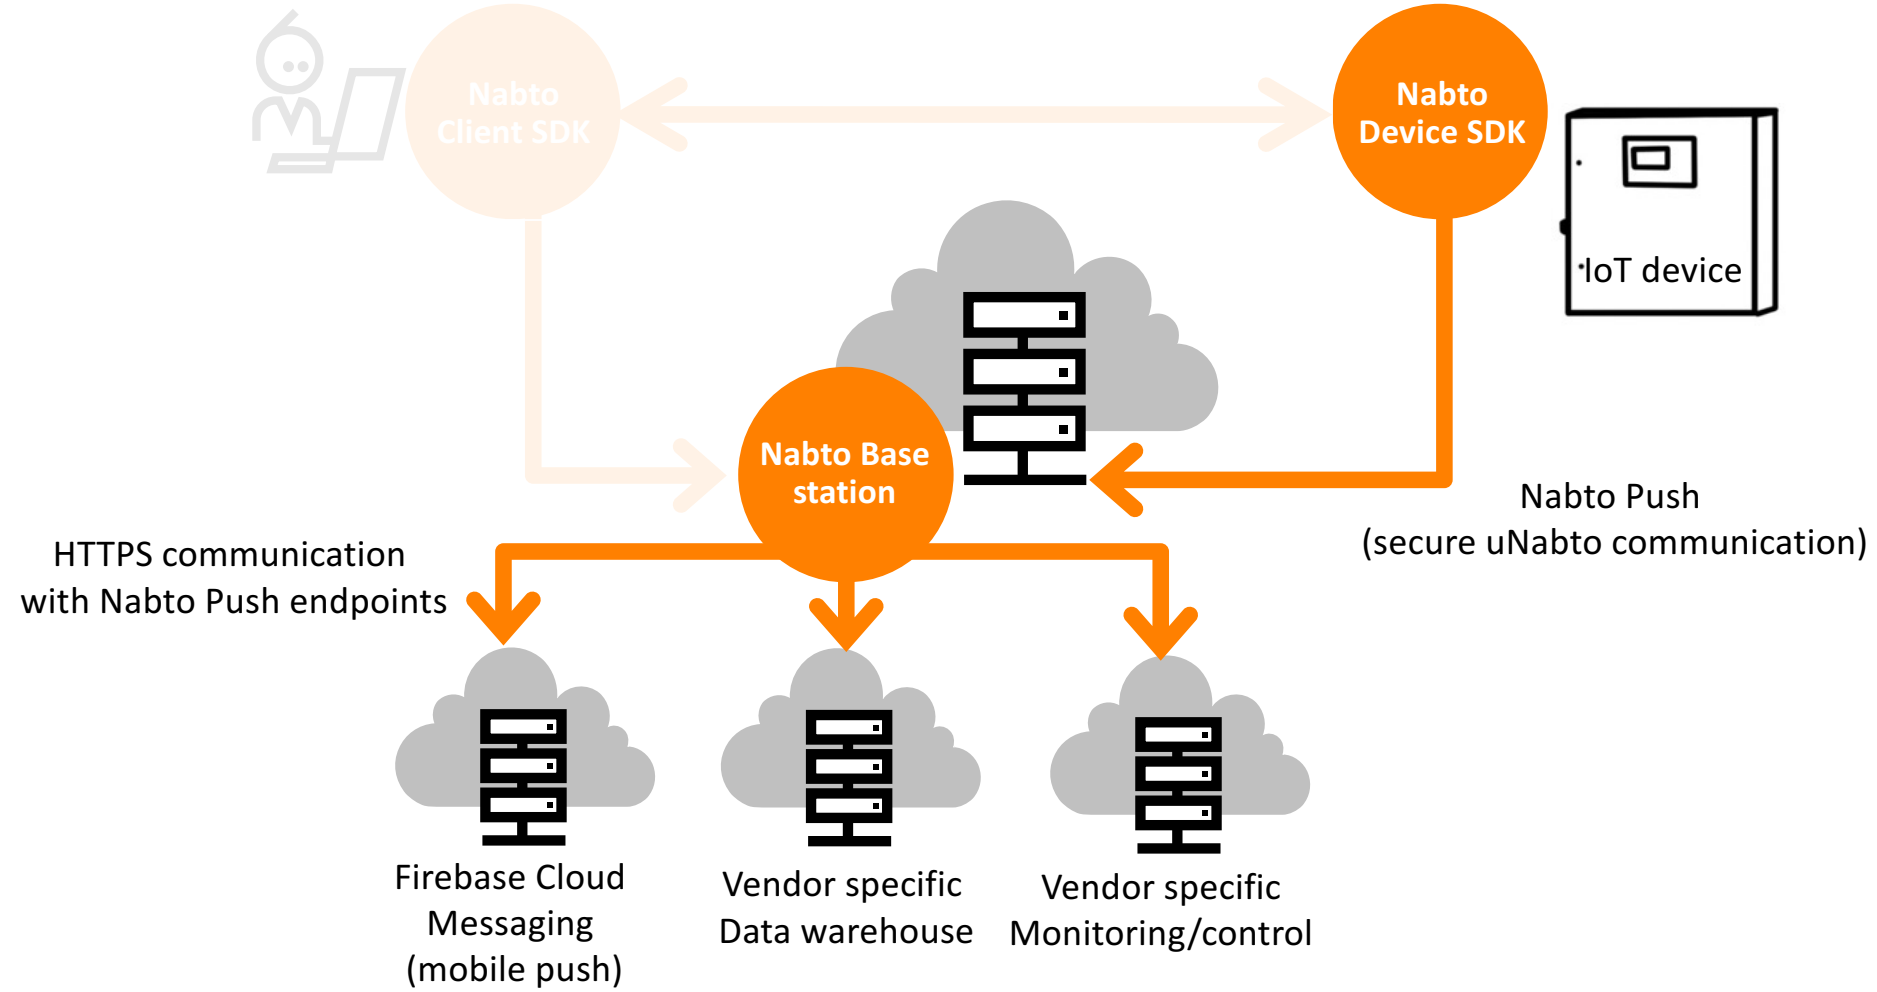 Nabto
Client SDK
Nabto
Device SDK
IoT device
Nabto Base
station
Nabto Push
(secure uNabto communication)
HTTPS communication
with Nabto Push endpoints
Firebase Cloud
Messaging
(mobile push)
Vendor specific
Data warehouse
Vendor specific
Monitoring/control